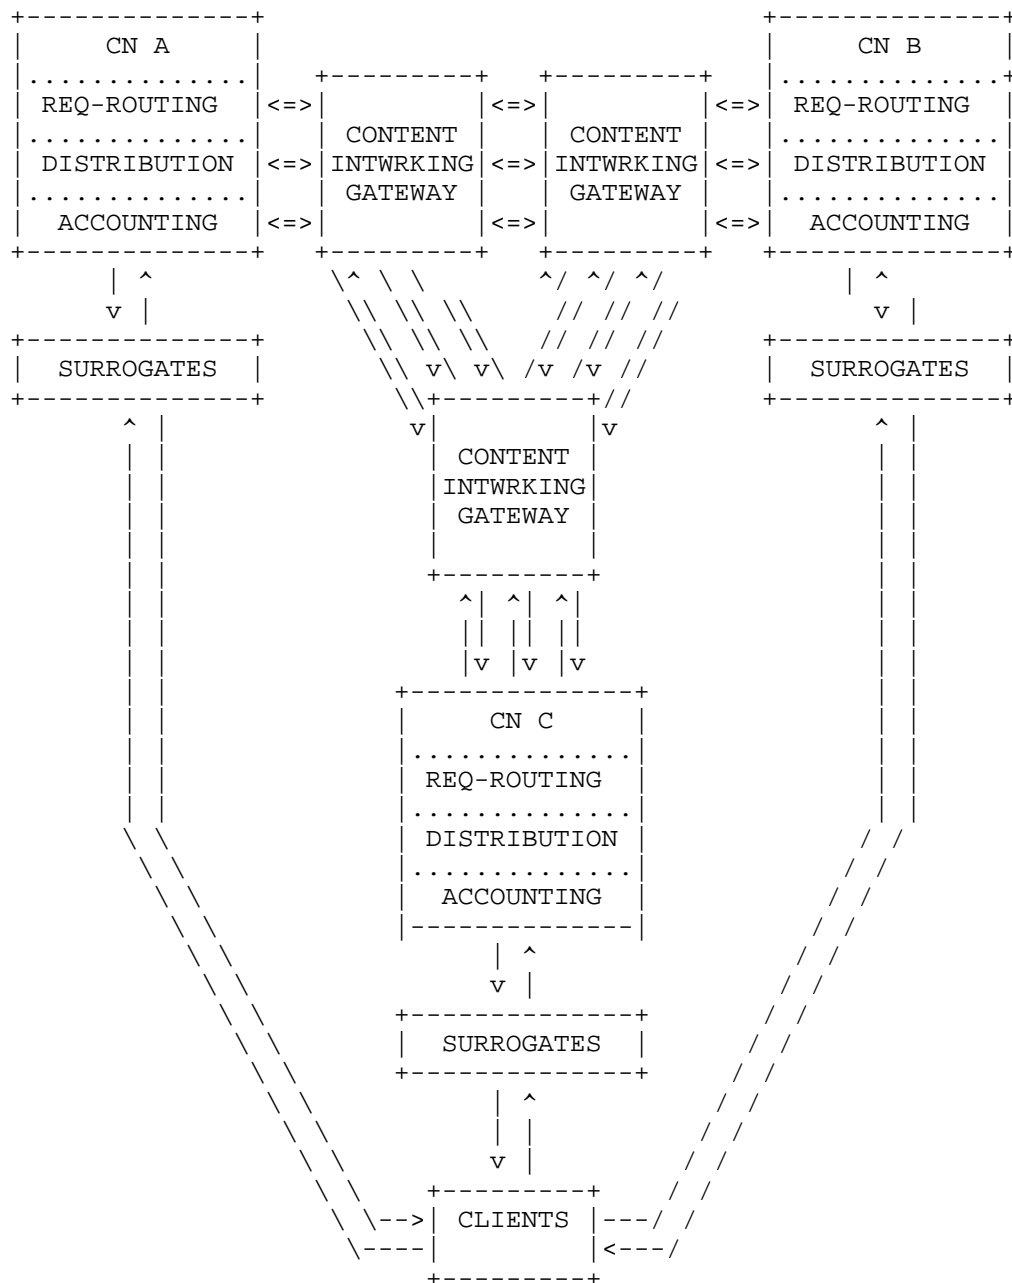 CN A CN B
REQ-ROUTING <=> <=> <=> REQ-ROUTING
CONTENT CONTENT
DISTRIBUTION <=> INTWRKING <=> INTWRKING <=> DISTRIBUTION
GATEWAY GATEWAY
ACCOUNTING <=> <=> <=> ACCOUNTING
SURROGATES SURROGATES
CONTENT
INTWRKING
GATEWAY
CN C
REQ-ROUTING
DISTRIBUTION
ACCOUNTING
SURROGATES
CLIENTS